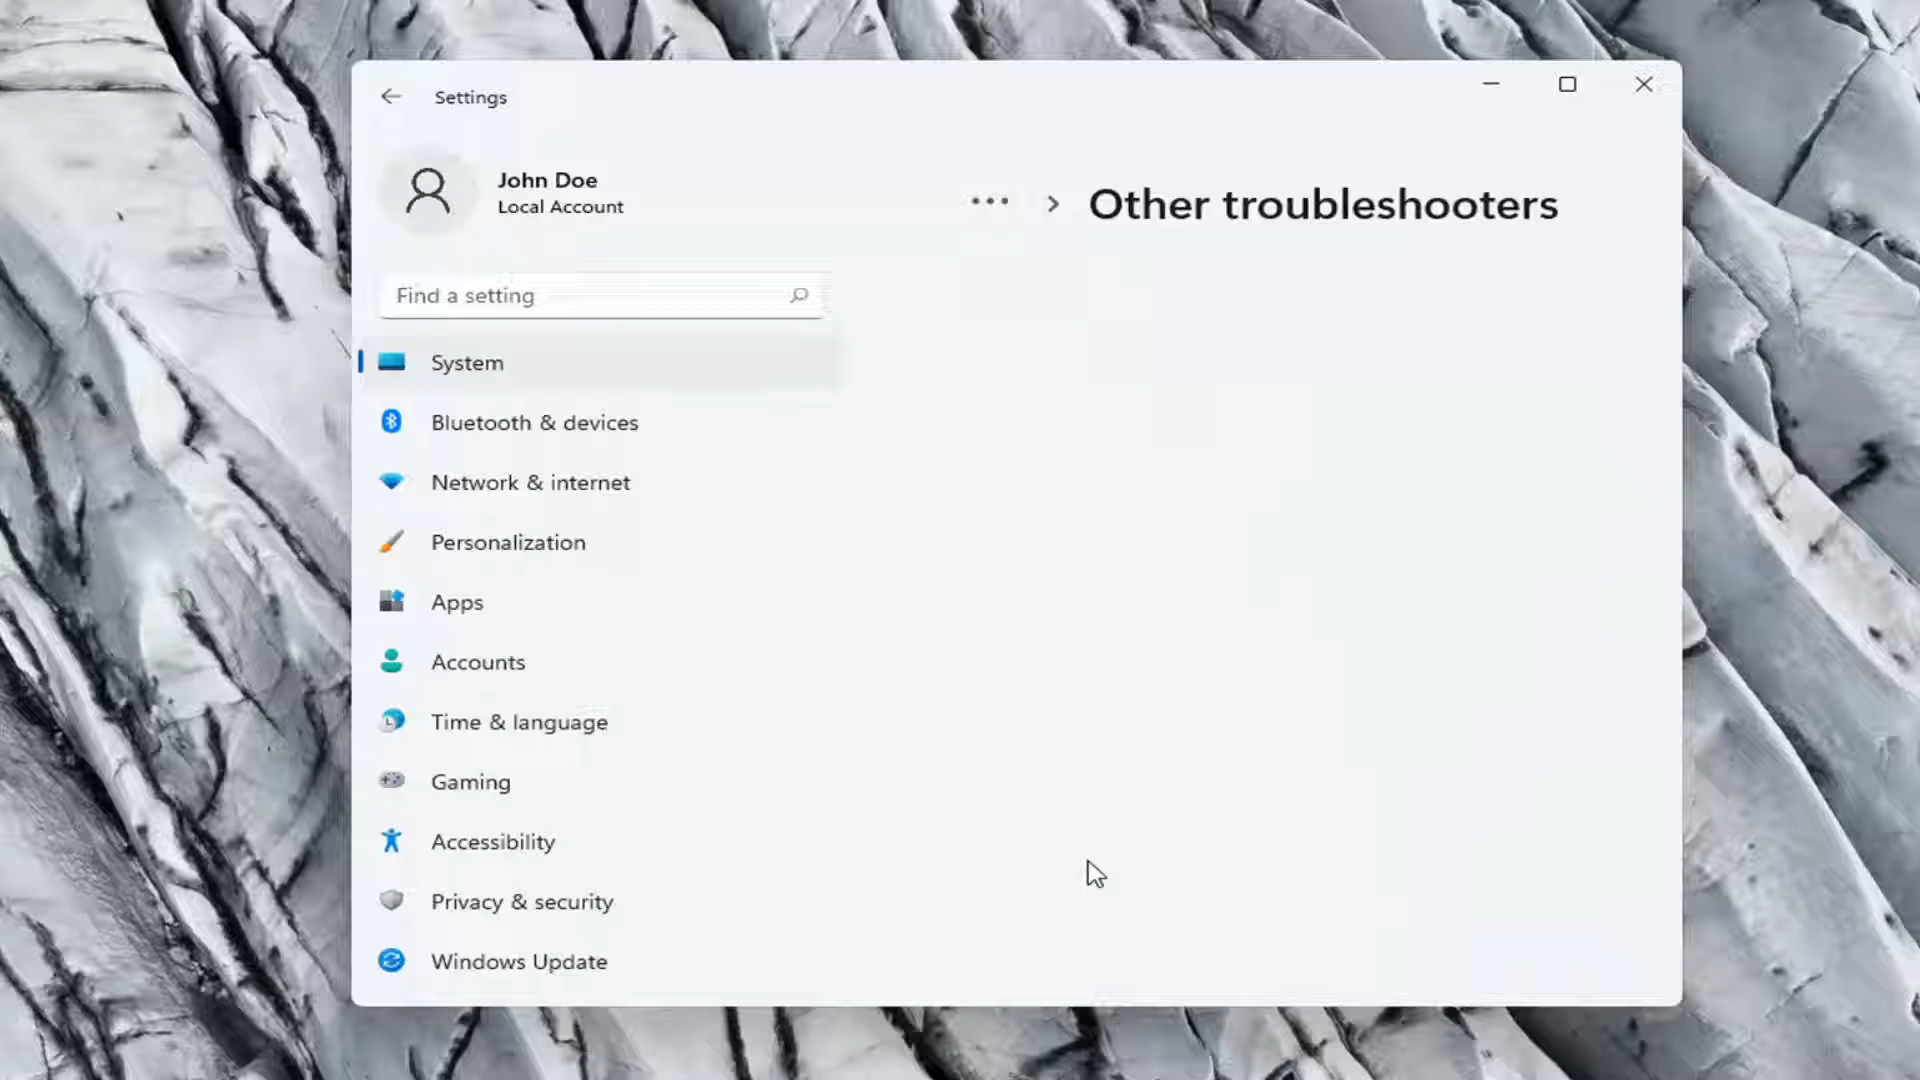 Settings
John Doe
Local Account
Other troubleshooters
Find a setting
System
Bluetooth & devices
Network & internet
Personalization
Apps
Accounts
Time & language
Gaming
Accessibility
Privacy & security
Windows Update